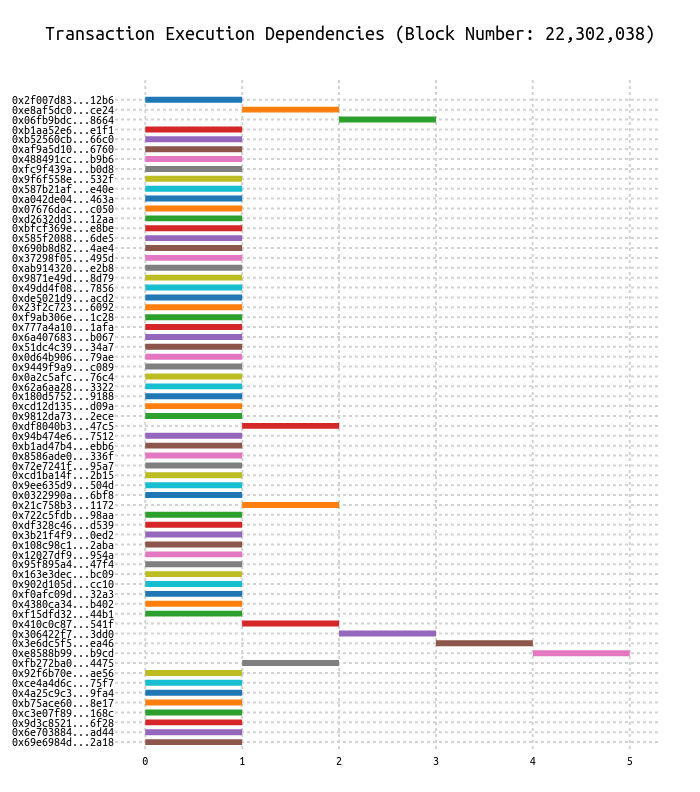 Transaction Execution Dependencies (Block Number: 22,302,038)
0x2f007d83...12b6
0xe8af5dc0...ce24
0x06fb9bdc...8664
0xb1aa52e6...e1f1
0xb52560cb...66c0
0xaf9a5d10...6760
0x488491cc...b9b6
0xfc9f439a...b0d8
0x9f6f558e...532f
0x587b21af...e40e
0xa042de04...463a
0x07676dac...c050
0xd2632dd3...12aa
0xbfcf369e...e8be
0x585f2088...6de5
0x690b8d82...4ae4
0x37298f05...495d
0xab914320...e2b8
0x9871e49d...8d79
0x49dd4f08...7856
0xde5021d9...acd2
0x23f2c723...6092
0xf9ab306e...1c28
0x777a4a10...1afa
0x6a407683...b067
0x51dc4c39...34a7
0x0d64b906...79ae
0x9449f9a9...c089
0x0a2c5afc...76c4
0x62a6aa28...3322
0x180d5752...9188
0xcd12d135...d09a
0x9812da73...2ece
0xdf8040b3...47c5
0x94b474e6...7512
0xb1ad47b4...ebb6
0x8586ade0...336f
0x72e7241f...95a7
0xcd1ba14f...2b15
0x9ee635d9...504d
0x0322990a...6bf8
0x21c758b3...1172
0x722c5fdb...98aa
0xdf328c46...d539
0x3b21f4f9...0ed2
0x108c98c1...2aba
0x12027df9...954a
0x95f895a4...47f4
0x163e3dec...bc09
0x902d105d...cc10
0xf0afc09d...32a3
0x4380ca34...b402
0xf15dfd32...44b1
0x410c0c87...541f
0x306422f7...3dd0
0x3e6dc5f5...ea46
0xe8588b99...b9cd
0xfb272ba0...4475
0x92f6b70e...ae56
0xce4a4d6c...75f7
0x4a25c9c3...9fa4
0xb75ace60...8e17
0xc3e07f89...168c
0x9d3c8521...6f28
0x6e703884...ad44
0x69e6984d...2a18
0 1 2 3 4 5